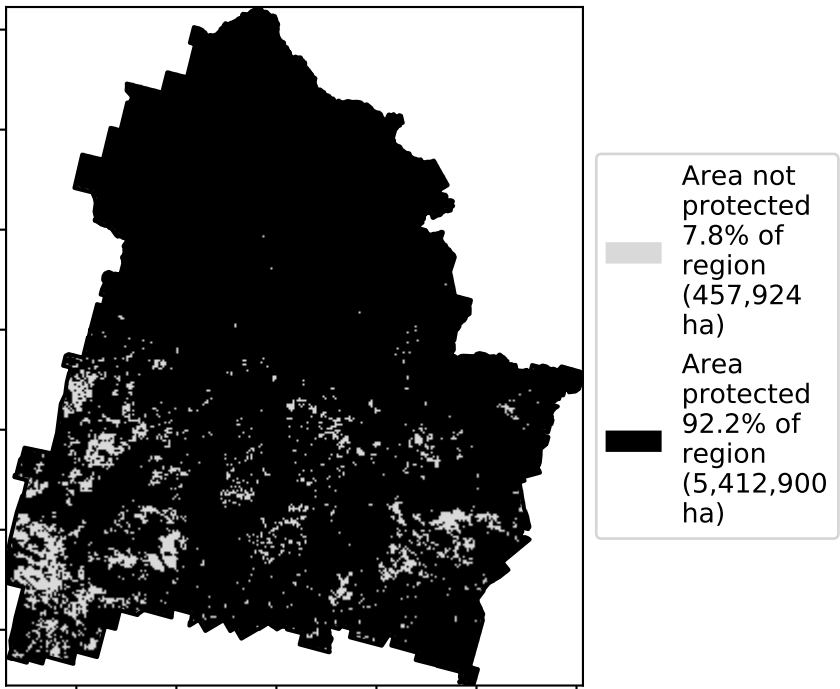 Area not
protected
7.8% of
region
(457,924
ha)
Area
protected
92.2% of
region
(5,412,900
ha)